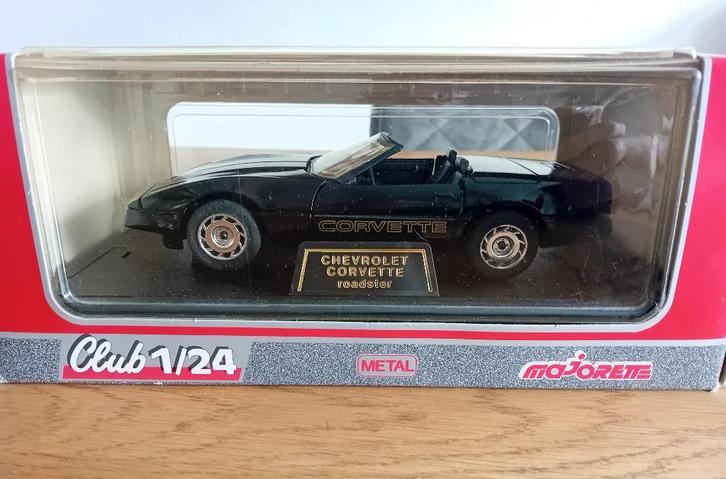 CORVETTE
CHEVROLET
CORVETTE
roadster
Club 1/24
METAL
majorette